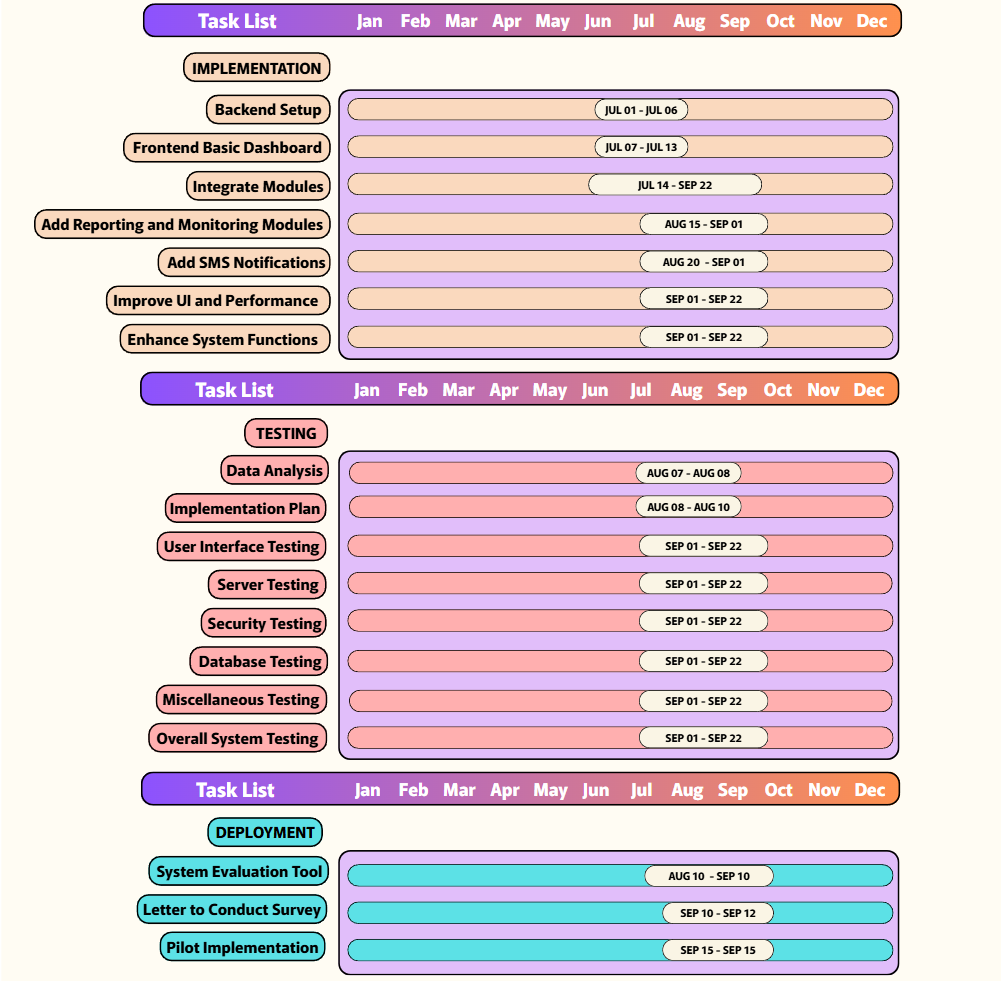 Task List Jan Feb Mar Apr May Jun Jul Aug Sep Oct Nov Dec
IMPLEMENTATION
Backend Setup JUL 01 - JUL 06
Frontend Basic Dashboard JUL 07 - JUL 13
Integrate Modules JUL 14 - SEP 22
Add Reporting and Monitoring Modules AUG 15 - SEP 01
Add SMS Notifications AUG 20 - SEP 01
Improve UI and Performance SEP 01 - SEP 22
Enhance System Functions SEP 01 - SEP 22
Task List Jan Feb Mar Apr May Jun Jul Aug Sep Oct Nov Dec
TESTING
Data Analysis AUG 07 - AUG 08
Implementation Plan AUG 08 - AUG 10
User Interface Testing SEP 01 - SEP 22
Server Testing SEP 01 - SEP 22
Security Testing SEP 01 - SEP 22
Database Testing SEP 01 - SEP 22
Miscellaneous Testing SEP 01 - SEP 22
Overall System Testing SEP 01 - SEP 22
Task List Jan Feb Mar Apr May Jun Jul Aug Sep Oct Nov Dec
DEPLOYMENT
System Evaluation Tool AUG 10 - SEP 10
Letter to Conduct Survey SEP 10 - SEP 12
Pilot Implementation SEP 15 - SEP 15